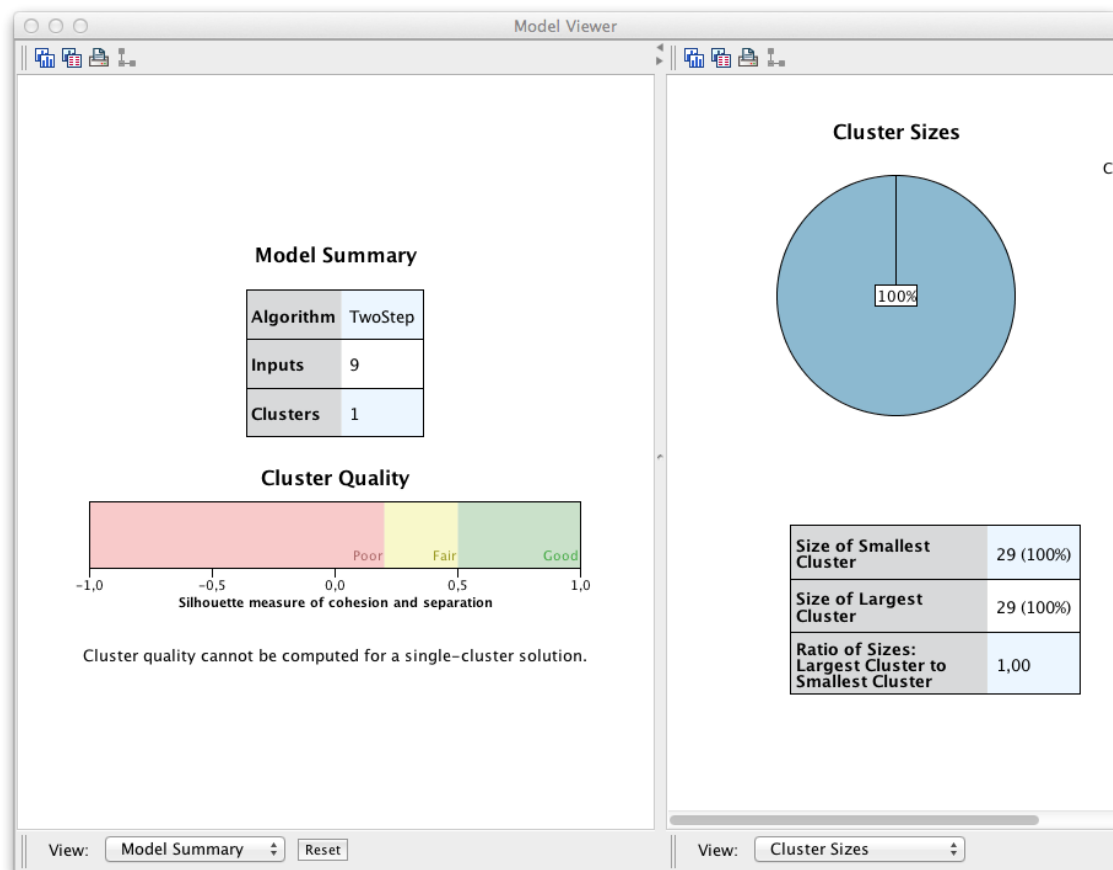 Model Viewer
Model Summary
Algorithm TwoStep
Inputs 9
Clusters 1
Cluster Quality
Poor Fair Good
-1,0 -0,5 0,0 0,5 1,0
Silhouette measure of cohesion and separation
Cluster quality cannot be computed for a single-cluster solution.
View: Model Summary Reset
Cluster Sizes
C
100%
Size of Smallest
Cluster 29 (100%)
Size of Largest
Cluster 29 (100%)
Ratio of Sizes:
Largest Cluster to
Smallest Cluster 1,00
View: Cluster Sizes